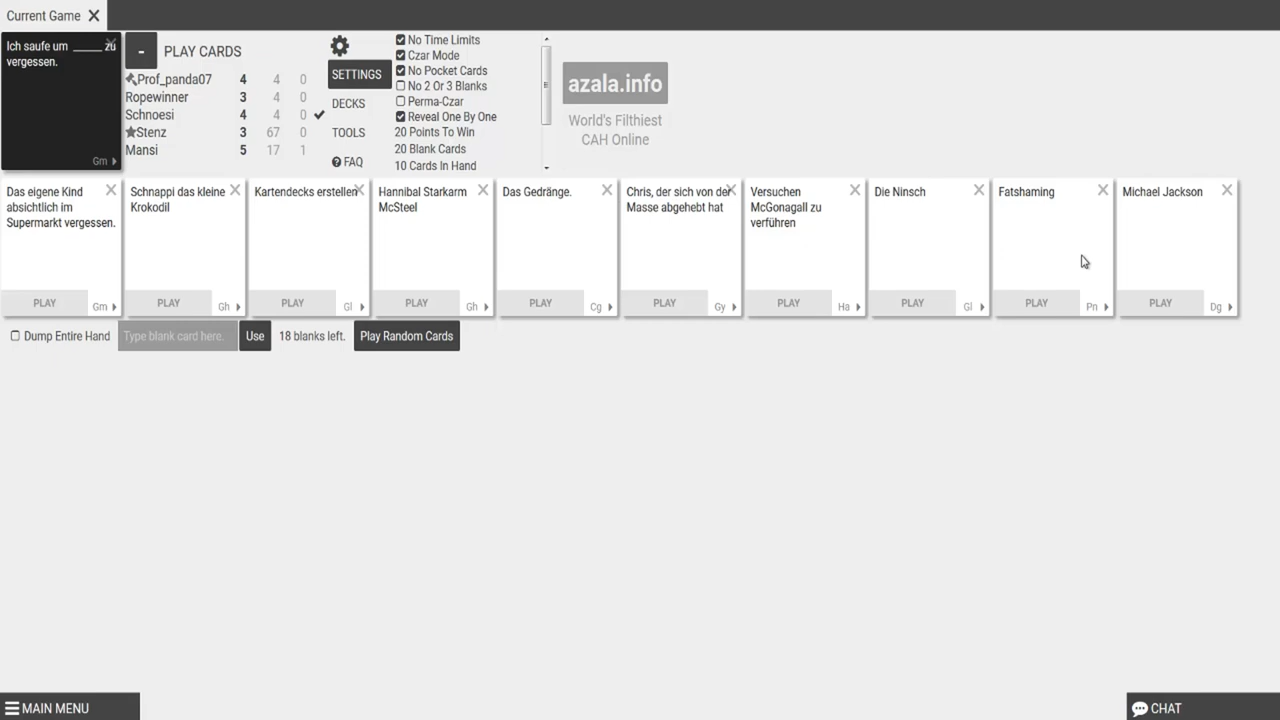 Current Game
Ich saufe um _____ zu
vergessen.
Gm
-
PLAY CARDS
Prof_panda07 4 4 0
Ropewinner 3 4 0
Schnoesi 4 4 0
Stenz 3 67 0
Mansi 5 17 1
SETTINGS
DECKS
TOOLS
FAQ
No Time Limits
Czar Mode
No Pocket Cards
No 2 Or 3 Blanks
Perma-Czar
Reveal One By One
20 Points To Win
20 Blank Cards
10 Cards In Hand
azala.info
World's Filthiest
CAH Online
Das eigene Kind
absichtlich im
Supermarkt vergessen.
PLAY Gm
Schnappi das kleine
Krokodil
PLAY Gh
Kartendecks erstellen
PLAY Gl
Hannibal Starkarm
McSteel
PLAY Gh
Das Gedränge.
PLAY Cg
Chris, der sich von der
Masse abgehebt hat
PLAY Gy
Versuchen
McGonagall zu
verführen
PLAY Ha
Die Ninsch
PLAY Gl
Fatshaming
PLAY Pn
Michael Jackson
PLAY Dg
Dump Entire Hand
Type blank card here.
Use
18 blanks left.
Play Random Cards
MAIN MENU
CHAT